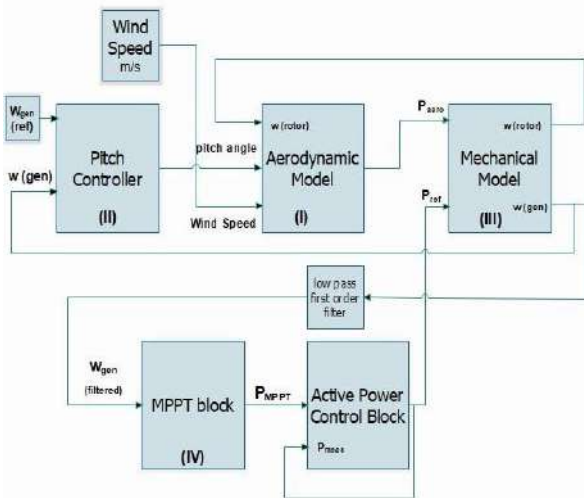 Wind
Speed
m/s
Wgen
(ref)
w (gen)
Pitch
Controller
(II)
pitch angle
Wind Speed
w (rotor)
Aerodynamic
Model
(I)
Paero
Pref
w (rotor)
Mechanical
Model
w (gen)
(III)
low pass
first order
filter
Wgen
(filtered)
MPPT block
(IV)
PMPPT
Active Power
Control Block
Pmeas